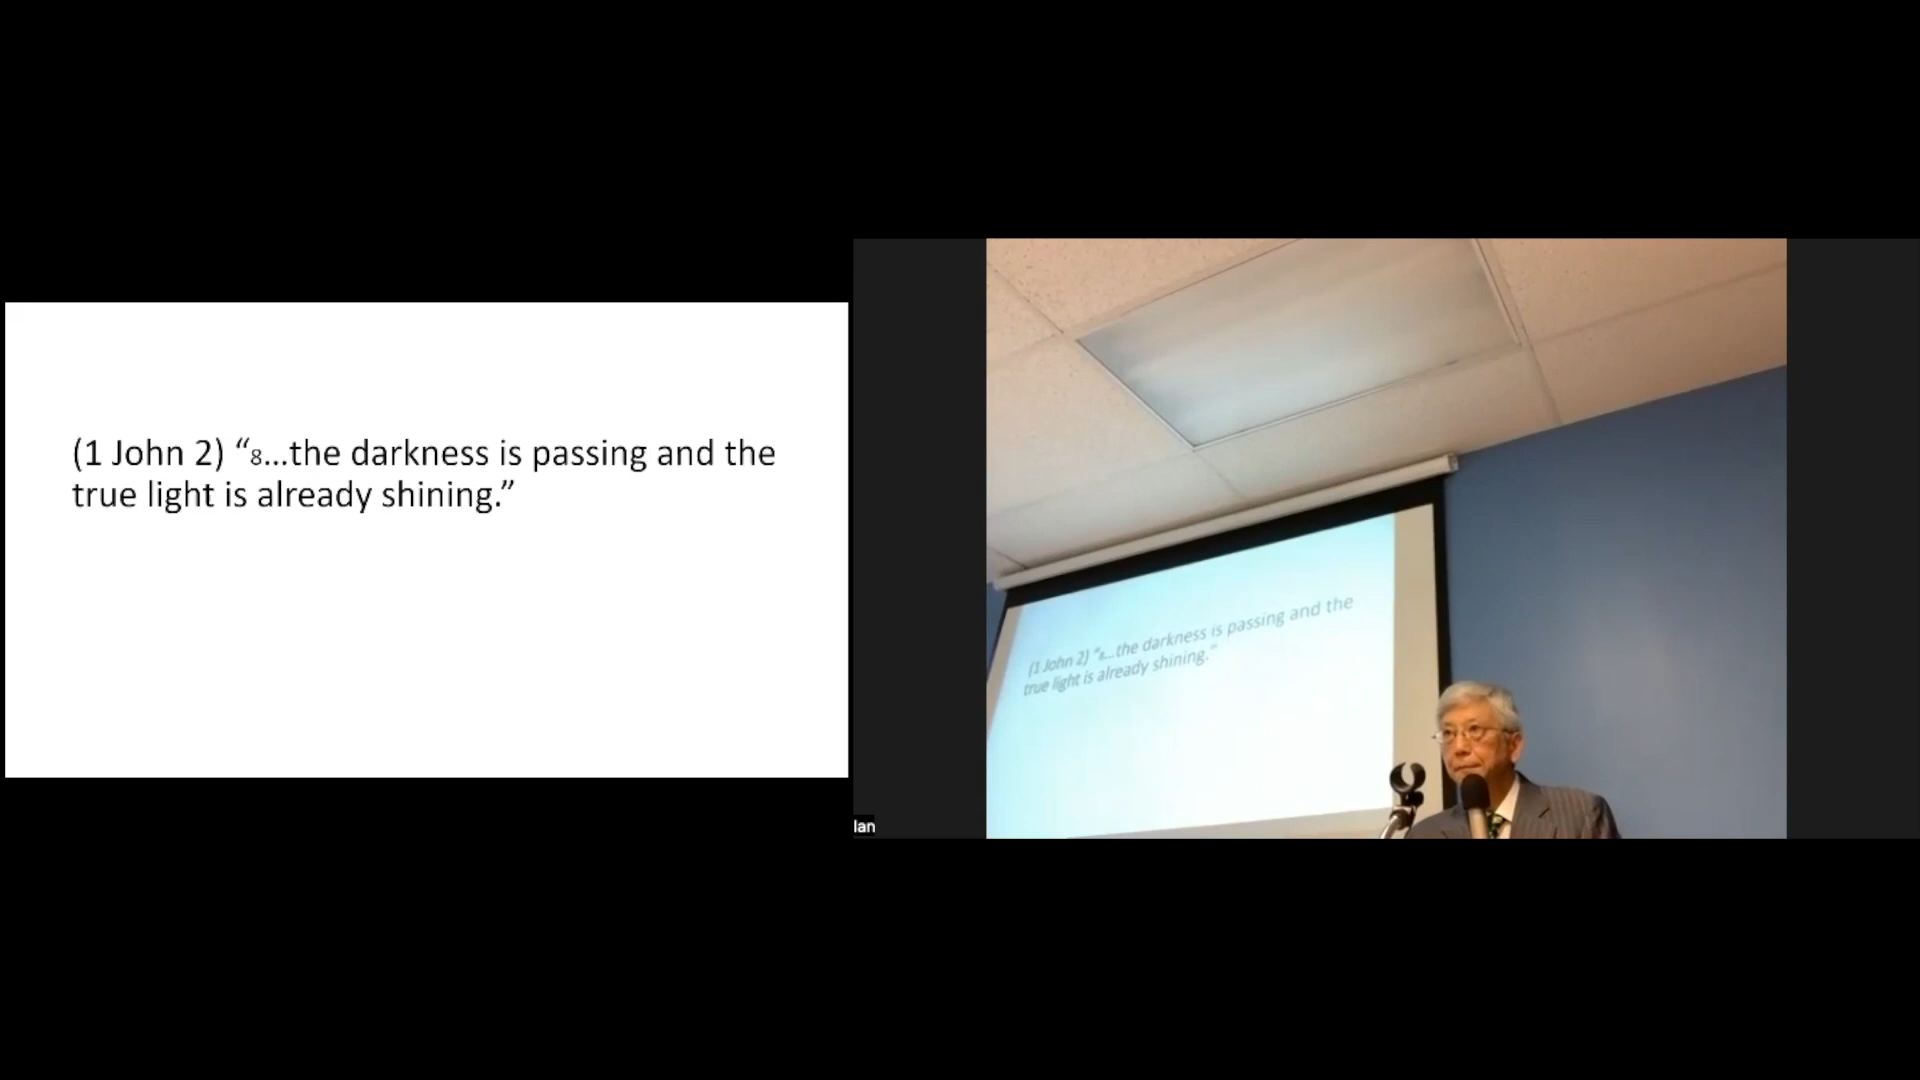 (1 John 2) “8...the darkness is passing and the
true light is already shining.”
(1 John 2) “8...the darkness is passing and the
true light is already shining.”
lan